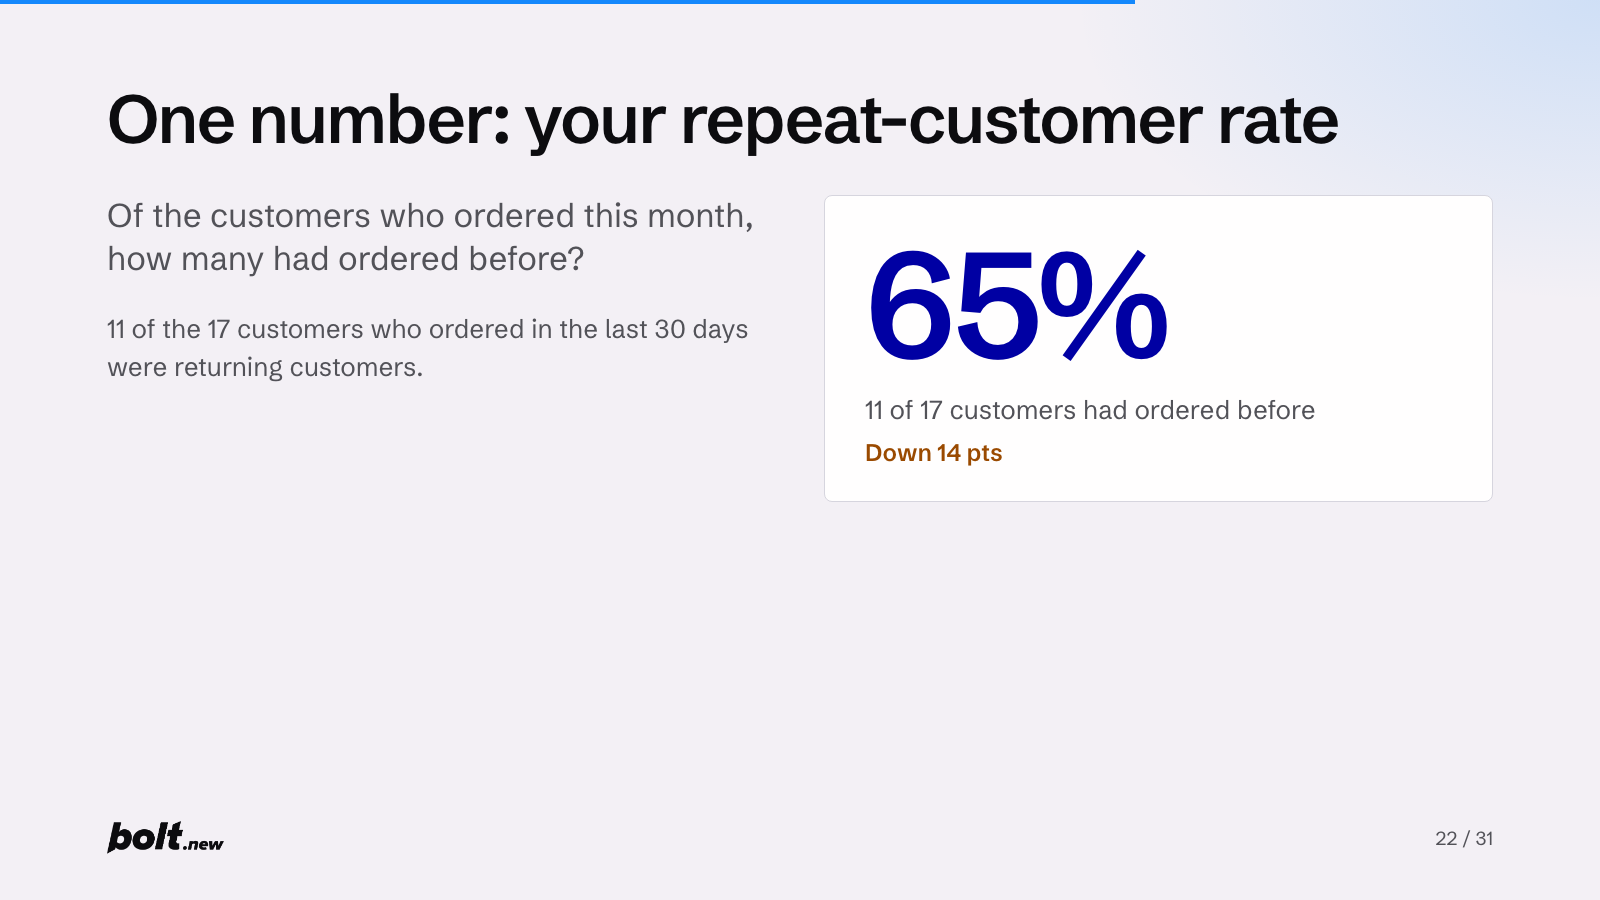 One number: your repeat-customer rate
Of the customers who ordered this month,
how many had ordered before?
11 of the 17 customers who ordered in the last 30 days
were returning customers.
65%
11 of 17 customers had ordered before
Down 14 pts
bolt.new
22 / 31